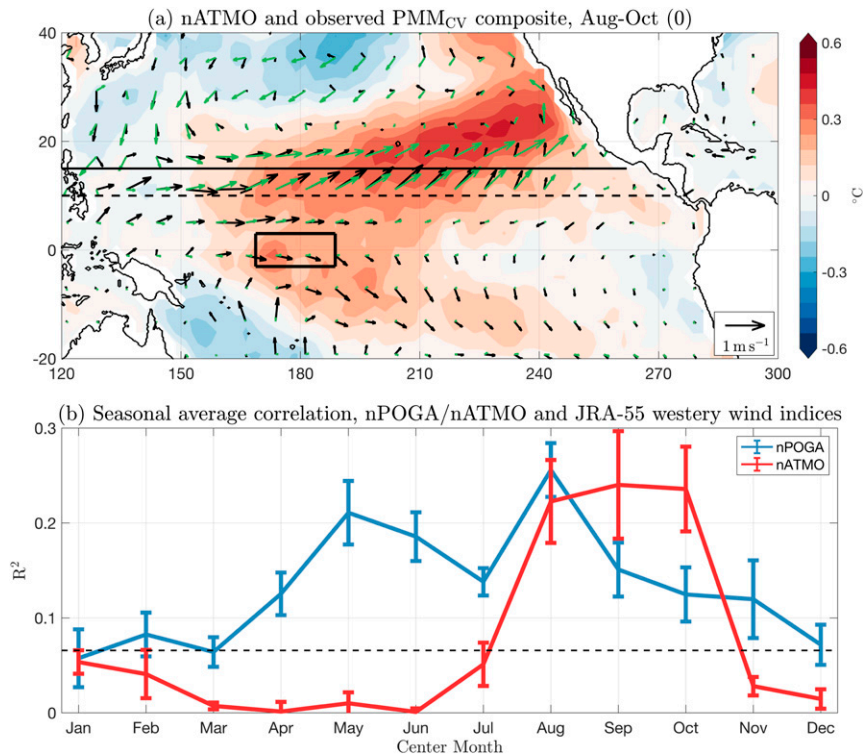 (a) nATMO and observed PMM_CV composite, Aug-Oct (0)
40
20
0
-20
120
150
180
210
240
270
300
1 m s⁻¹
0.6
0.3
0
-0.3
-0.6
°C
(b) Seasonal average correlation, nPOGA/nATMO and JRA-55 westery wind indices
0.3
0.2
0.1
0
R²
nPOGA
nATMO
Jan Feb Mar Apr May Jun Jul Aug Sep Oct Nov Dec
Center Month